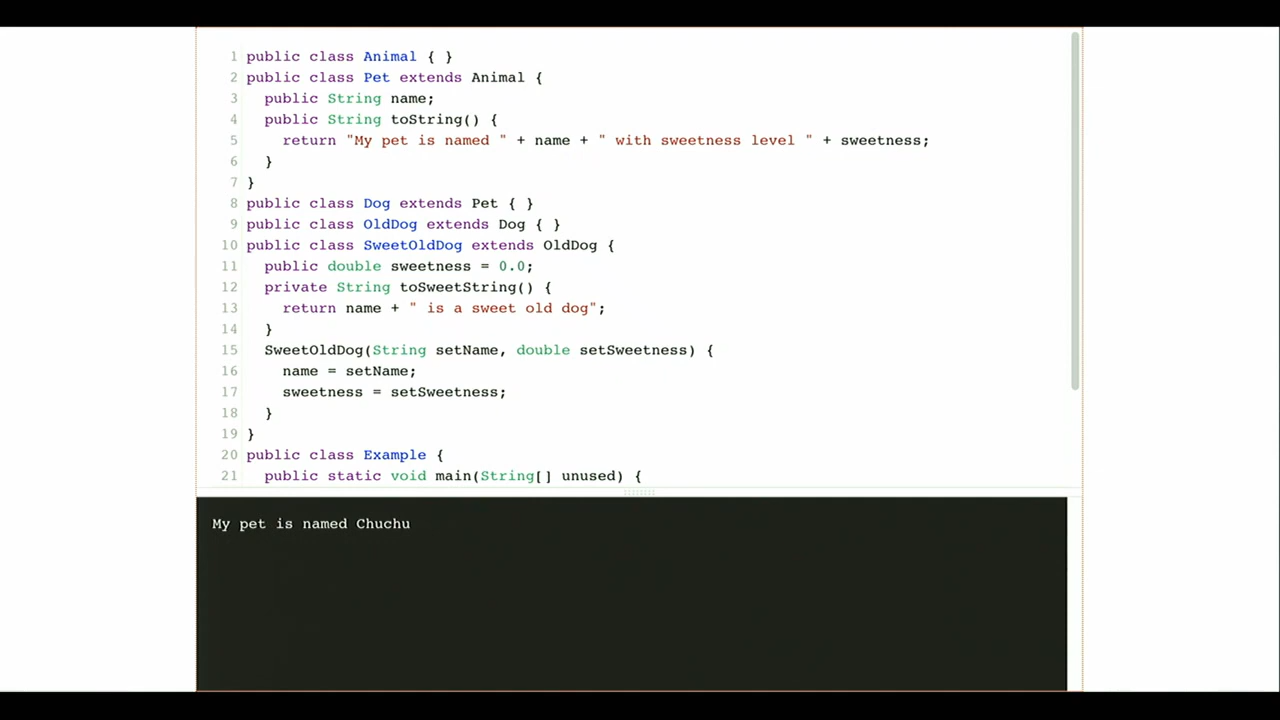 1 public class Animal { }
2 public class Pet extends Animal {
3   public String name;
4   public String toString() {
5     return "My pet is named " + name + " with sweetness level " + sweetness;
6   }
7 }
8 public class Dog extends Pet { }
9 public class OldDog extends Dog { }
10 public class SweetOldDog extends OldDog {
11   public double sweetness = 0.0;
12   private String toSweetString() {
13     return name + " is a sweet old dog";
14   }
15   SweetOldDog(String setName, double setSweetness) {
16     name = setName;
17     sweetness = setSweetness;
18   }
19 }
20 public class Example {
21   public static void main(String[] unused) {
My pet is named Chuchu